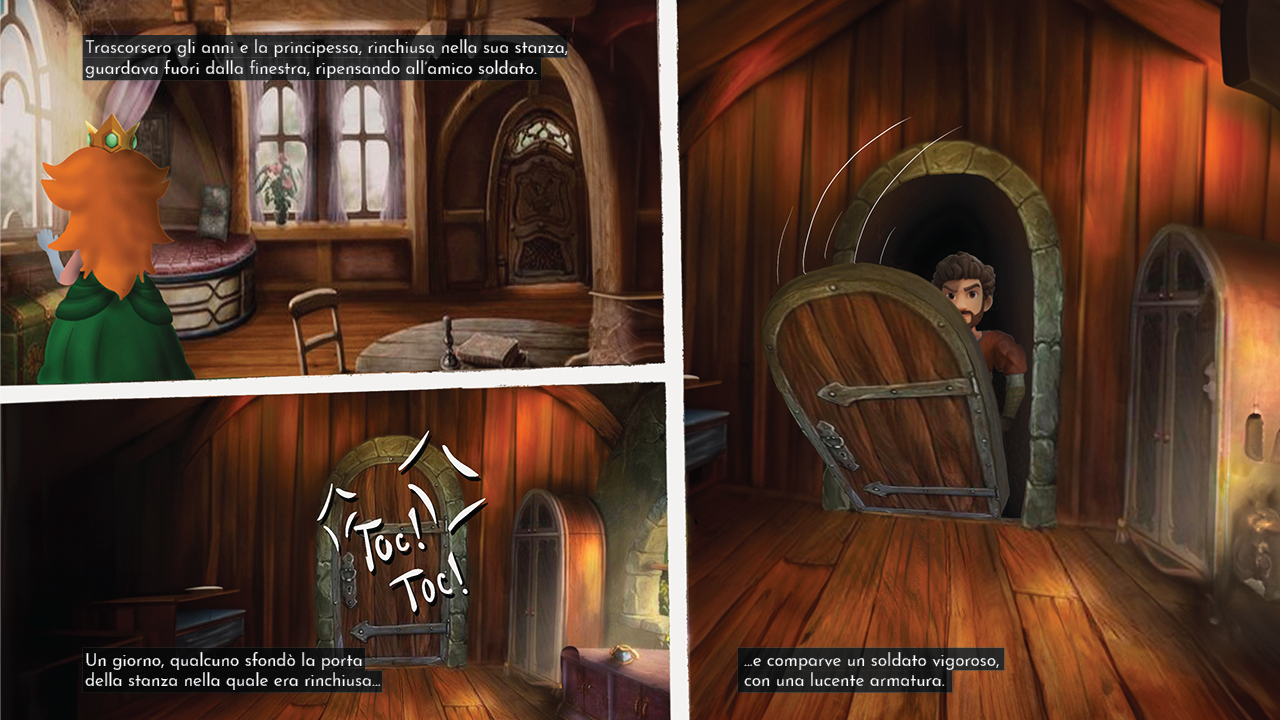 Trascorsero gli anni e la principessa, rinchiusa nella sua stanza,
guardava fuori dalla finestra, ripensando all'amico soldato.
Toc!
Toc!
Un giorno, qualcuno sfondò la porta
della stanza nella quale era rinchiusa...
...e comparve un soldato vigoroso,
con una lucente armatura.